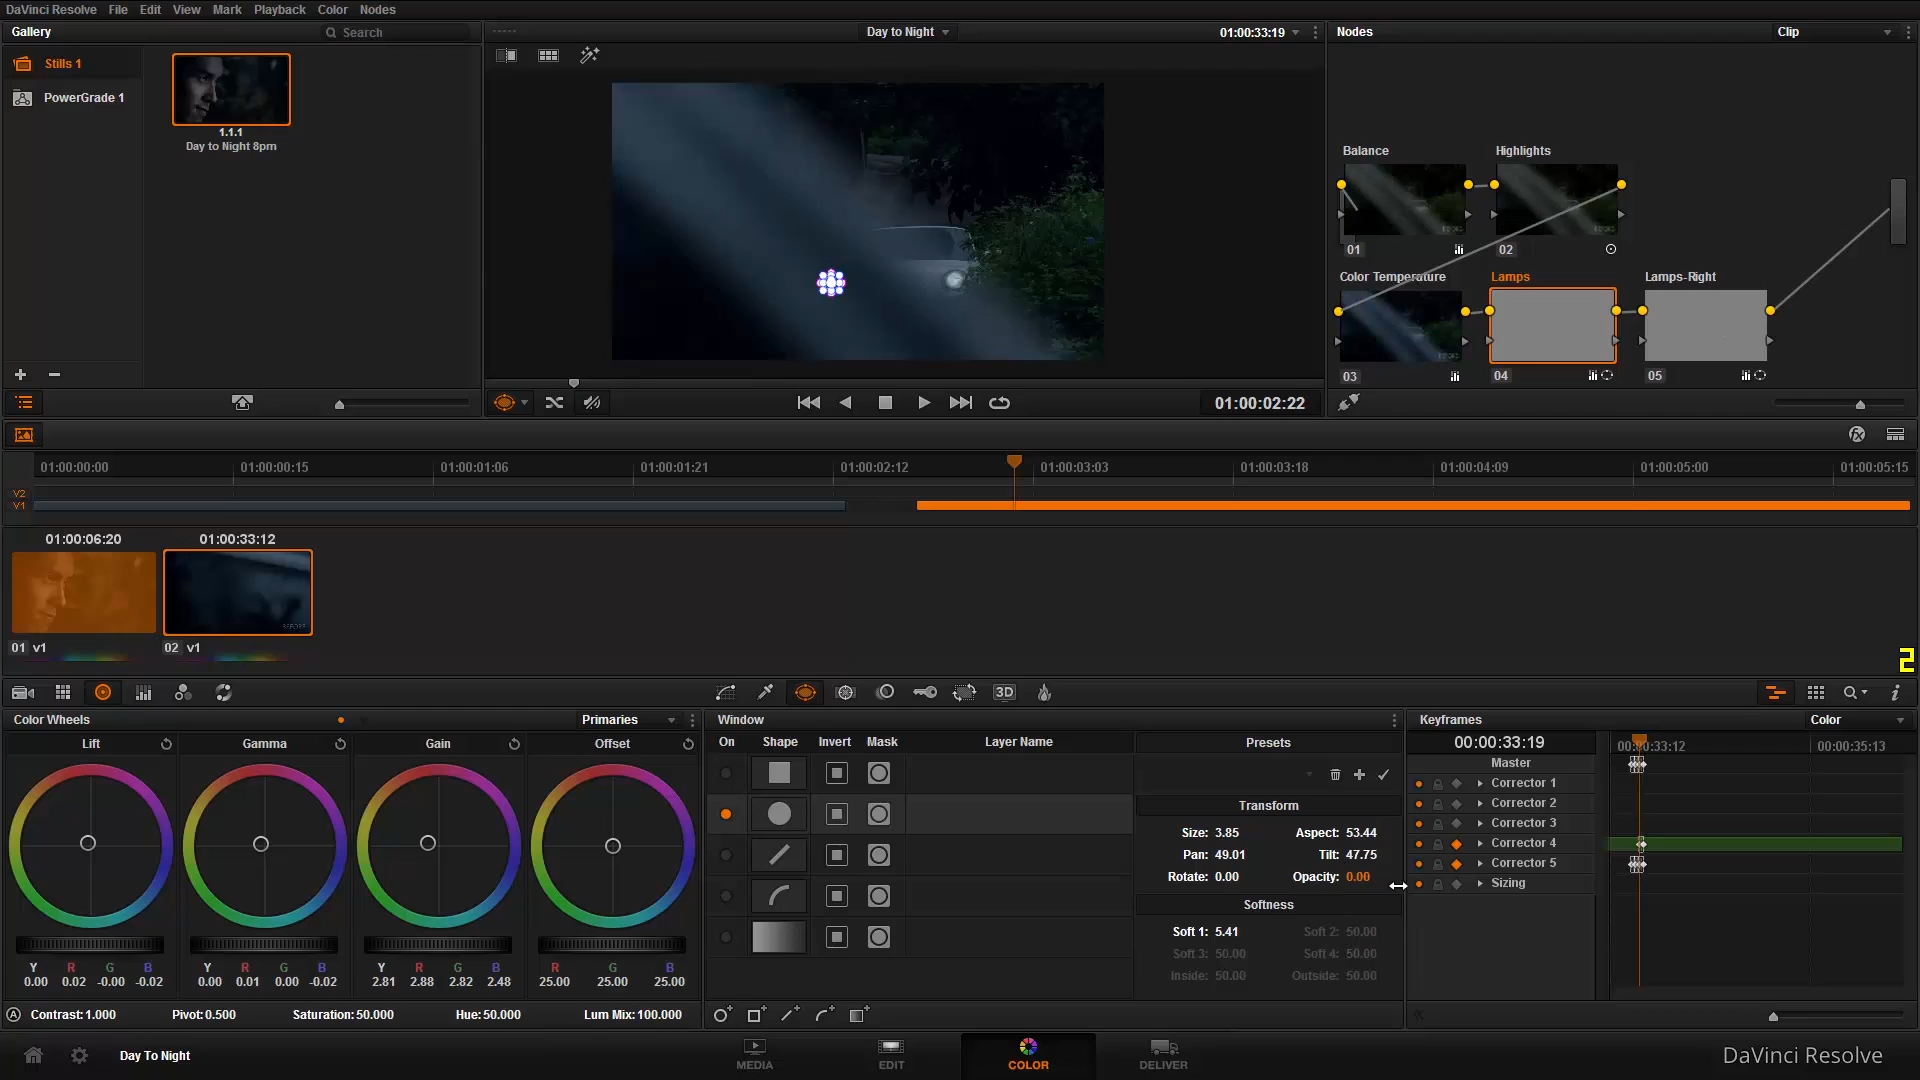 DaVinci Resolve File Edit View Mark Playback Color Nodes
Gallery Search
Day to Night 01:00:33:19
Nodes Clip
Stills 1
PowerGrade 1
1.1.1
Day to Night 8pm
Balance Highlights
01 02
Color Temperature Lamps Lamps-Right
03 04 05
01:00:02:22
01:00:00:00 01:00:00:15 01:00:01:06 01:00:01:21 01:00:02:12 01:00:03:03 01:00:03:18 01:00:04:09 01:00:05:00 01:00:05:15
V2
V1
01:00:06:20 01:00:33:12
01 v1 02 v1
2
3D
Color Wheels Primaries
Lift Gamma Gain Offset
Y R G B Y R G B Y R G B R G B
0.00 0.02 -0.00 -0.02 0.00 0.01 0.00 -0.02 2.81 2.88 2.82 2.48 25.00 25.00 25.00
A Contrast:1.000 Pivot:0.500 Saturation:50.000 Hue:50.000 Lum Mix:100.000
Window
On Shape Invert Mask Layer Name Presets
Transform
Size: 3.85 Aspect: 53.44
Pan: 49.01 Tilt: 47.75
Rotate: 0.00 Opacity: 0.00
Softness
Soft 1: 5.41 Soft 2: 50.00
Soft 3: 50.00 Soft 4: 50.00
Inside: 50.00 Outside: 50.00
Keyframes Color
00:00:33:19 00:00:33:12 00:00:35:13
Master
Corrector 1
Corrector 2
Corrector 3
Corrector 4
Corrector 5
Sizing
Day To Night
MEDIA EDIT COLOR DELIVER
DaVinci Resolve